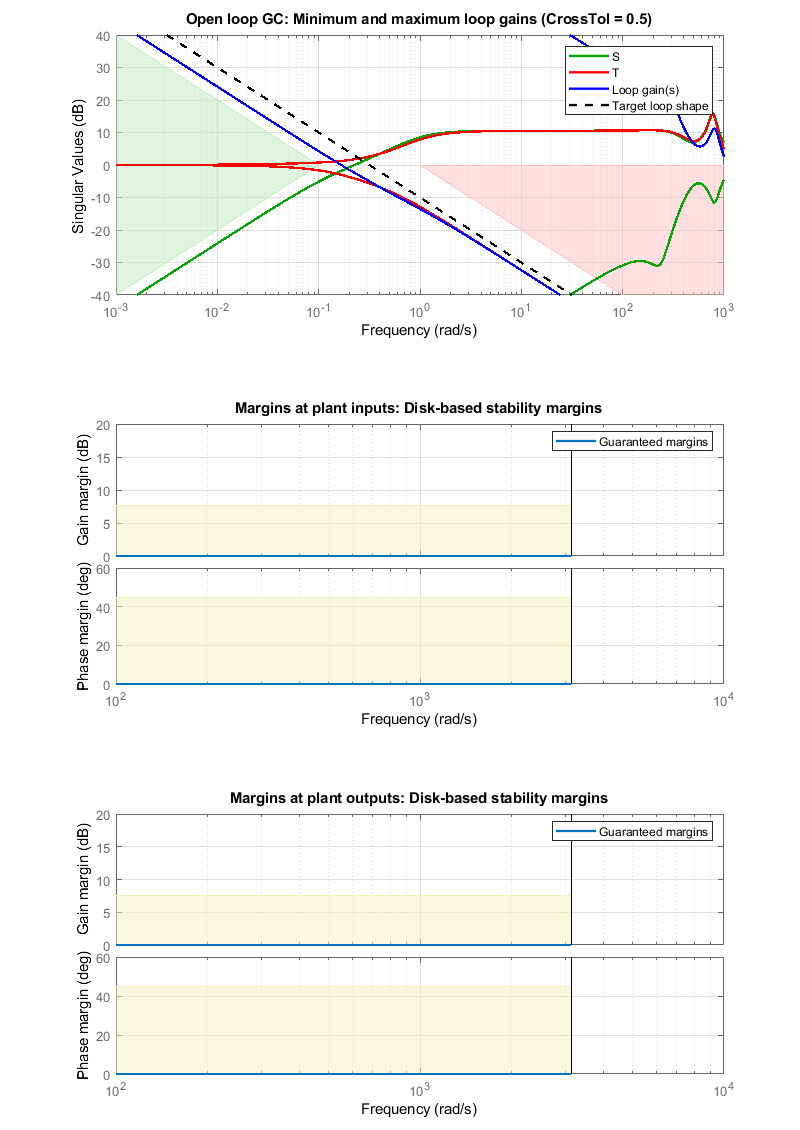 Open loop GC: Minimum and maximum loop gains (CrossTol = 0.5)
Singular Values (dB)
40
30
20
10
0
-10
-20
-30
-40
S
T
Loop gain(s)
Target loop shape
10^-3 10^-2 10^-1 10^0 10^1 10^2 10^3
Frequency (rad/s)
Margins at plant inputs: Disk-based stability margins
Gain margin (dB)
20
15
10
5
0
Guaranteed margins
Phase margin (deg)
60
40
20
0
10^2 10^3 10^4
Frequency (rad/s)
Margins at plant outputs: Disk-based stability margins
Gain margin (dB)
20
15
10
5
0
Guaranteed margins
Phase margin (deg)
60
40
20
0
10^2 10^3 10^4
Frequency (rad/s)